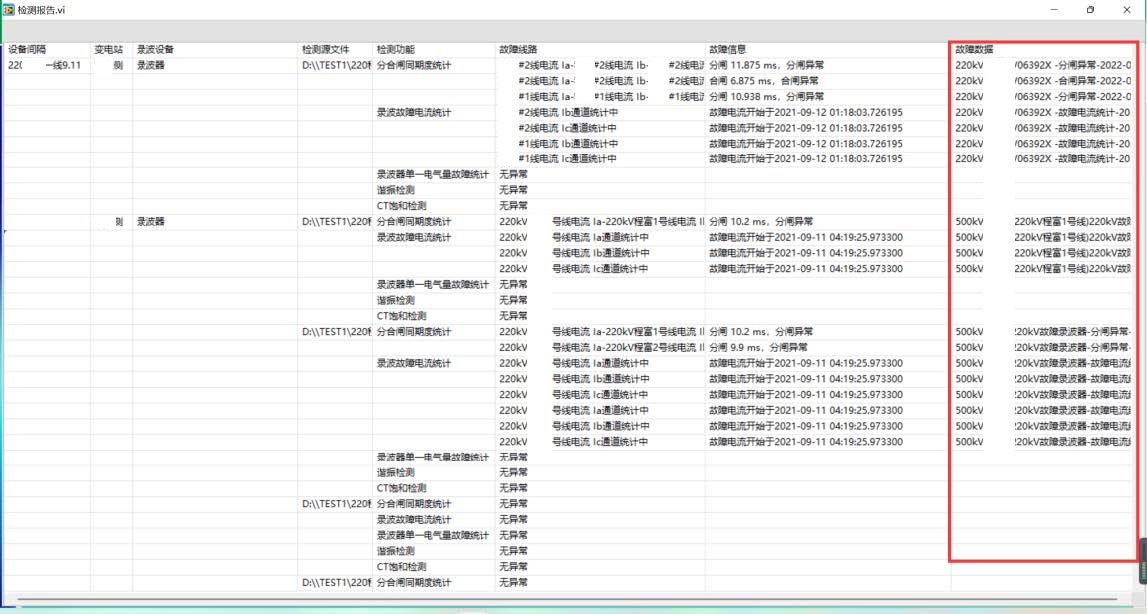 检测报告.vi
设备间隔 变电站 录波设备 检测源文件 检测功能 故障线路 故障信息 故障数据
220 一线9.11 测 录波器 D:\\TEST1\220 分合闸同期度统计 #2线电流 Ia- #2线电流 Ib- #2线电流 分闸 11.875 ms，分闸异常 220kV /06392X -分闸异常-2022-0
#2线电流 Ia- #2线电流 Ib- #2线电流 合闸 6.875 ms，合闸异常 220kV /06392X -合闸异常-2022-0
#1线电流 Ia- #1线电流 Ib- #1线电流 分闸 10.938 ms，分闸异常 220kV /06392X -分闸异常-2022-0
录波故障电流统计 #2线电流 Ib通道统计中 故障电流开始于2021-09-12 01:18:03.726195 220kV /06392X -故障电流统计-20
#2线电流 Ic通道统计中 故障电流开始于2021-09-12 01:18:03.726195 220kV /06392X -故障电流统计-20
#1线电流 Ib通道统计中 故障电流开始于2021-09-12 01:18:03.726195 220kV /06392X -故障电流统计-20
#1线电流 Ic通道统计中 故障电流开始于2021-09-12 01:18:03.726195 220kV /06392X -故障电流统计-20
录波器单一电气量故障统计 无异常
谐振检测 无异常
CT饱和检测 无异常
测 录波器 D:\\TEST1\220 分合闸同期度统计 220kV 号线电流 Ia-220kV程富1号线电流 分闸 10.2 ms，分闸异常 500kV 220kV程富1号线)220kV故
录波故障电流统计 220kV 号线电流 Ia通道统计中 故障电流开始于2021-09-11 04:19:25.973300 500kV 220kV程富1号线)220kV故
220kV 号线电流 Ib通道统计中 故障电流开始于2021-09-11 04:19:25.973300 500kV 220kV程富1号线)220kV故
220kV 号线电流 Ic通道统计中 故障电流开始于2021-09-11 04:19:25.973300 500kV 220kV程富1号线)220kV故
录波器单一电气量故障统计 无异常
谐振检测 无异常
CT饱和检测 无异常
D:\\TEST1\220 分合闸同期度统计 220kV 号线电流 Ia-220kV程富1号线电流 分闸 10.2 ms，分闸异常 500kV 220kV故障录波器-分闸异常-
220kV 号线电流 Ia-220kV程富2号线电流 分闸 9.9 ms，分闸异常 500kV 220kV故障录波器-分闸异常-
录波故障电流统计 220kV 号线电流 Ia通道统计中 故障电流开始于2021-09-11 04:19:25.973300 500kV 220kV故障录波器-故障电流
220kV 号线电流 Ib通道统计中 故障电流开始于2021-09-11 04:19:25.973300 500kV 220kV故障录波器-故障电流
220kV 号线电流 Ic通道统计中 故障电流开始于2021-09-11 04:19:25.973300 500kV 220kV故障录波器-故障电流
220kV 号线电流 Ia通道统计中 故障电流开始于2021-09-11 04:19:25.973300 500kV 220kV故障录波器-故障电流
220kV 号线电流 Ib通道统计中 故障电流开始于2021-09-11 04:19:25.973300 500kV 220kV故障录波器-故障电流
220kV 号线电流 Ic通道统计中 故障电流开始于2021-09-11 04:19:25.973300 500kV 220kV故障录波器-故障电流
录波器单一电气量故障统计 无异常
谐振检测 无异常
CT饱和检测 无异常
D:\\TEST1\220 分合闸同期度统计 无异常
录波故障电流统计 无异常
录波器单一电气量故障统计 无异常
谐振检测 无异常
CT饱和检测 无异常
D:\\TEST1\220 分合闸同期度统计 无异常